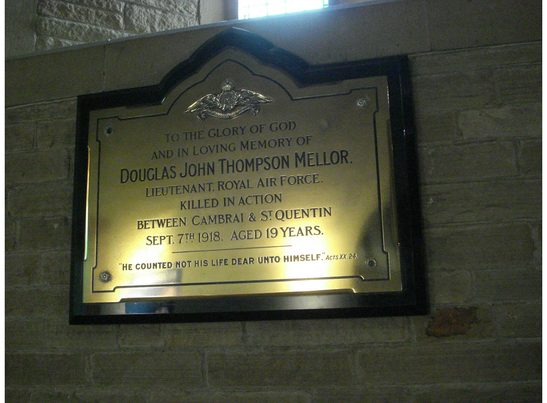 TO THE GLORY OF GOD
AND IN LOVING MEMORY OF
DOUGLAS JOHN THOMPSON MELLOR.
LIEUTENANT, ROYAL AIR FORCE.
KILLED IN ACTION
BETWEEN CAMBRAI & ST QUENTIN
SEPT. 7TH 1918. AGED 19 YEARS.
"HE COUNTED NOT HIS LIFE DEAR UNTO HIMSELF." ACTS XX. 24.